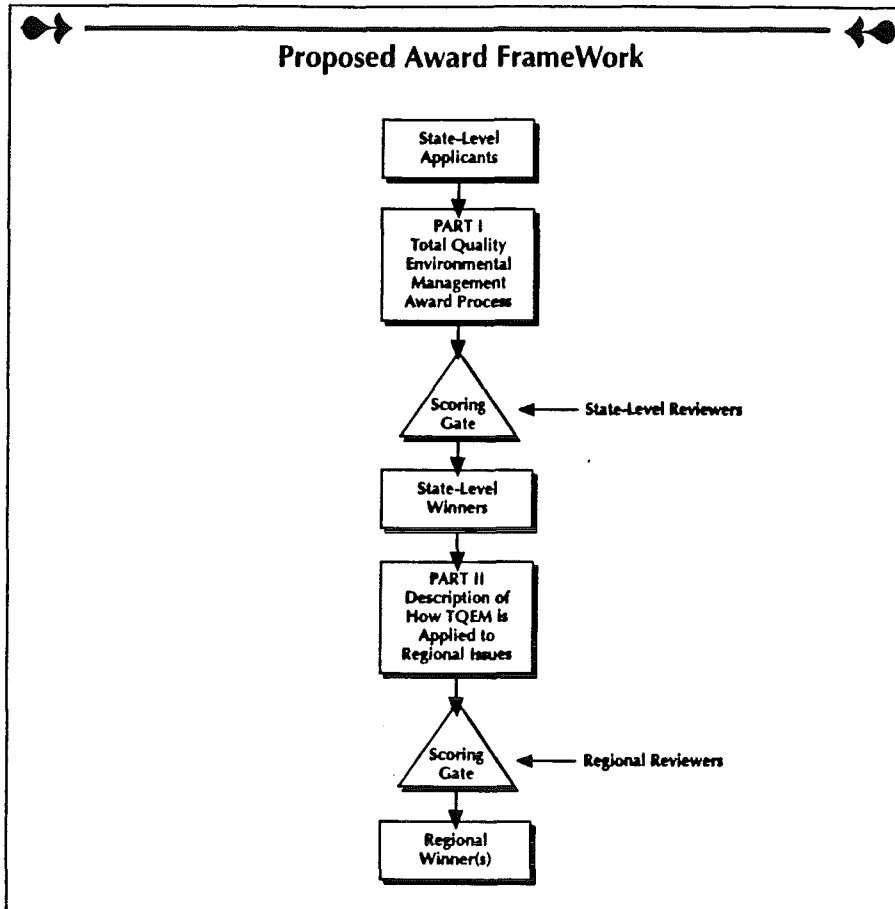 Proposed Award FrameWork
State-Level
Applicants
PART I
Total Quality
Environmental
Management
Award Process
Scoring
Gate
State-Level Reviewers
State-Level
Winners
PART II
Description of
How TQEM is
Applied to
Regional Issues
Scoring
Gate
Regional Reviewers
Regional
Winner(s)